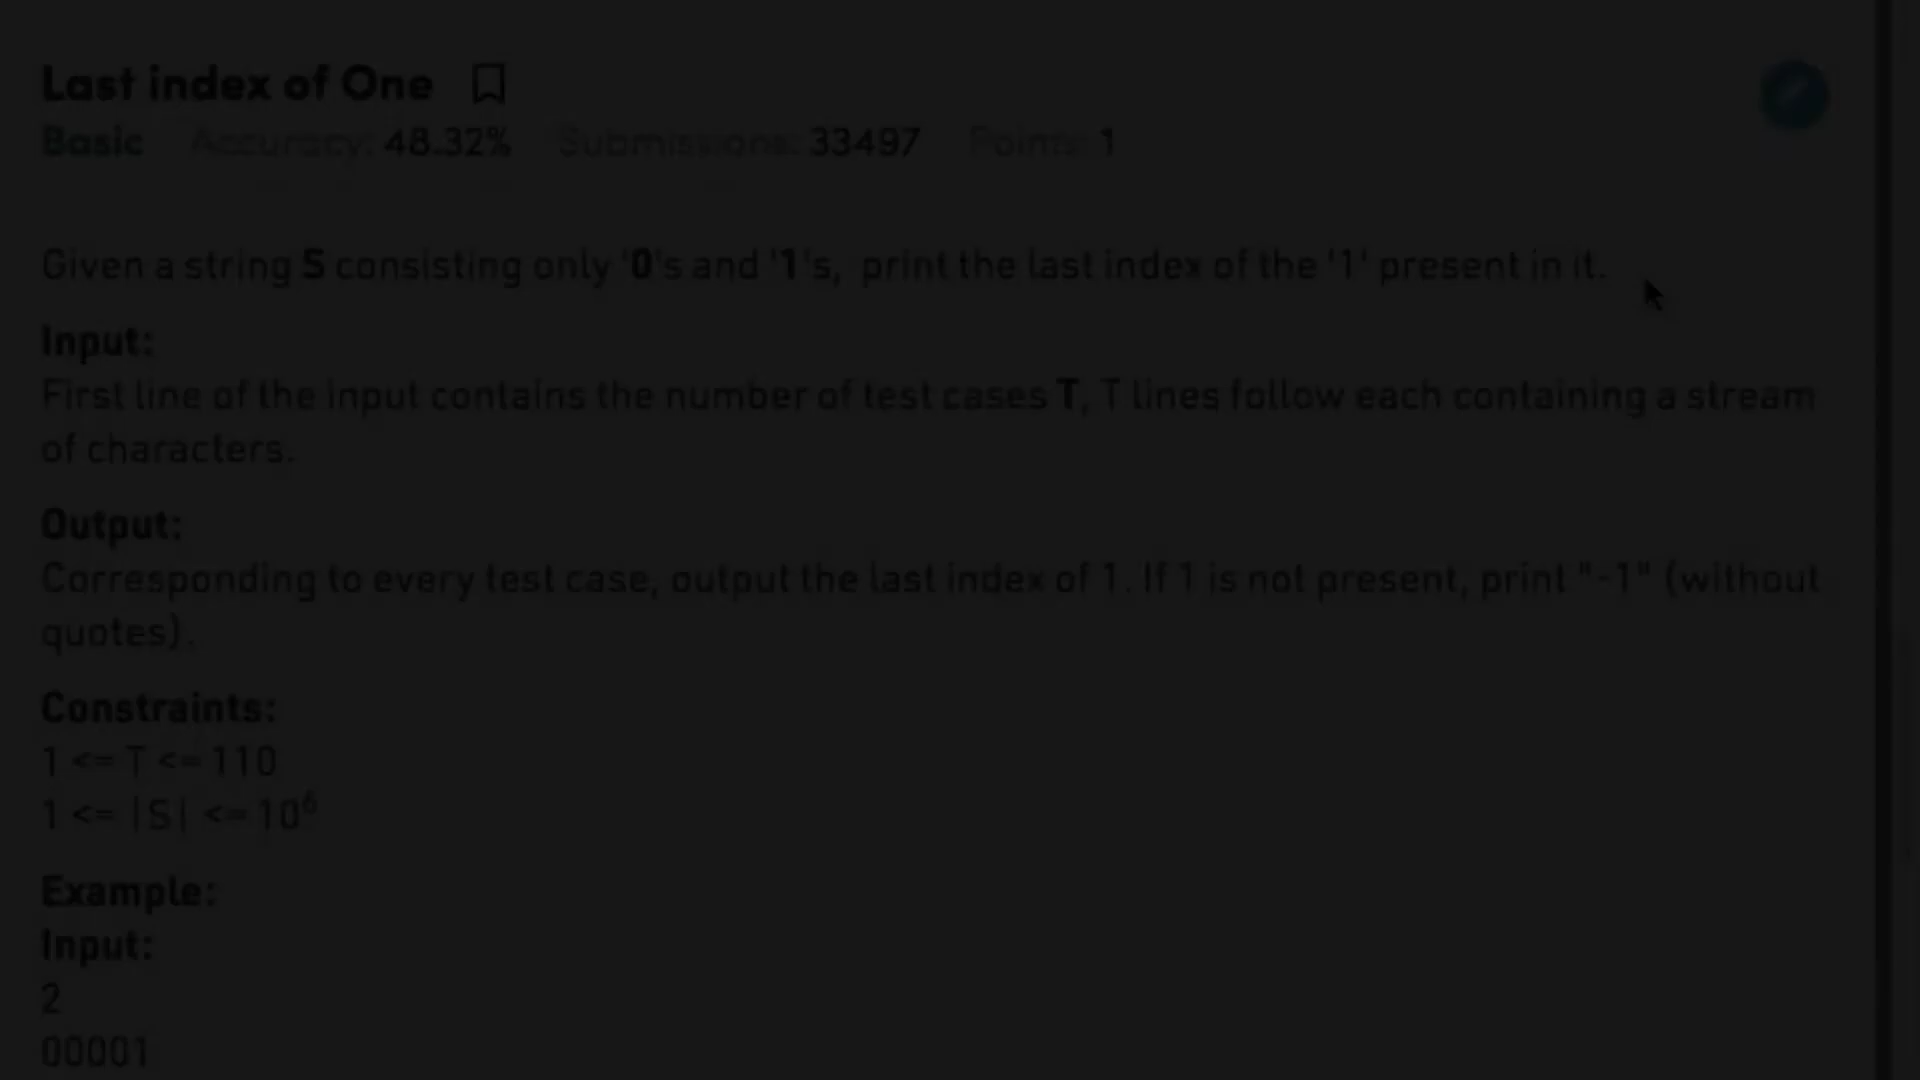 Last index of One
Basic Accuracy: 48.32% Submissions: 33497 Points: 1
Given a string S consisting only '0's and '1's, print the last index of the '1' present in it.
Input:
First line of the input contains the number of test cases T, T lines follow each containing a stream
of characters.
Output:
Corresponding to every test case, output the last index of 1. If 1 is not present, print "-1" (without
quotes).
Constraints:
1 <= T <= 110
1 <= |S| <= 10⁶
Example:
Input:
2
00001